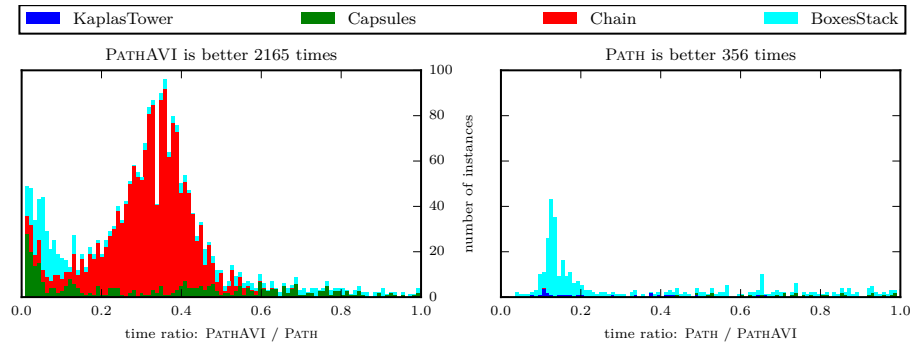 KaplasTower Capsules Chain BoxesStack
PATHAVI is better 2165 times
PATH is better 356 times
100
80
60
40
20
0
number of instances
0.0 0.2 0.4 0.6 0.8 1.0
0.0 0.2 0.4 0.6 0.8 1.0
time ratio: PATHAVI / PATH
time ratio: PATH / PATHAVI